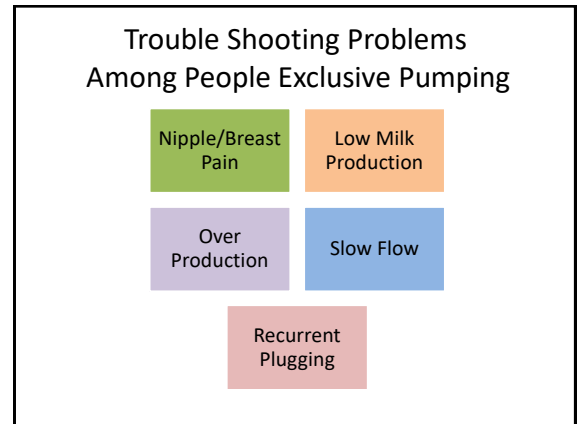 Trouble Shooting Problems
Among People Exclusive Pumping
Nipple/Breast
Pain
Low Milk
Production
Over
Production
Slow Flow
Recurrent
Plugging